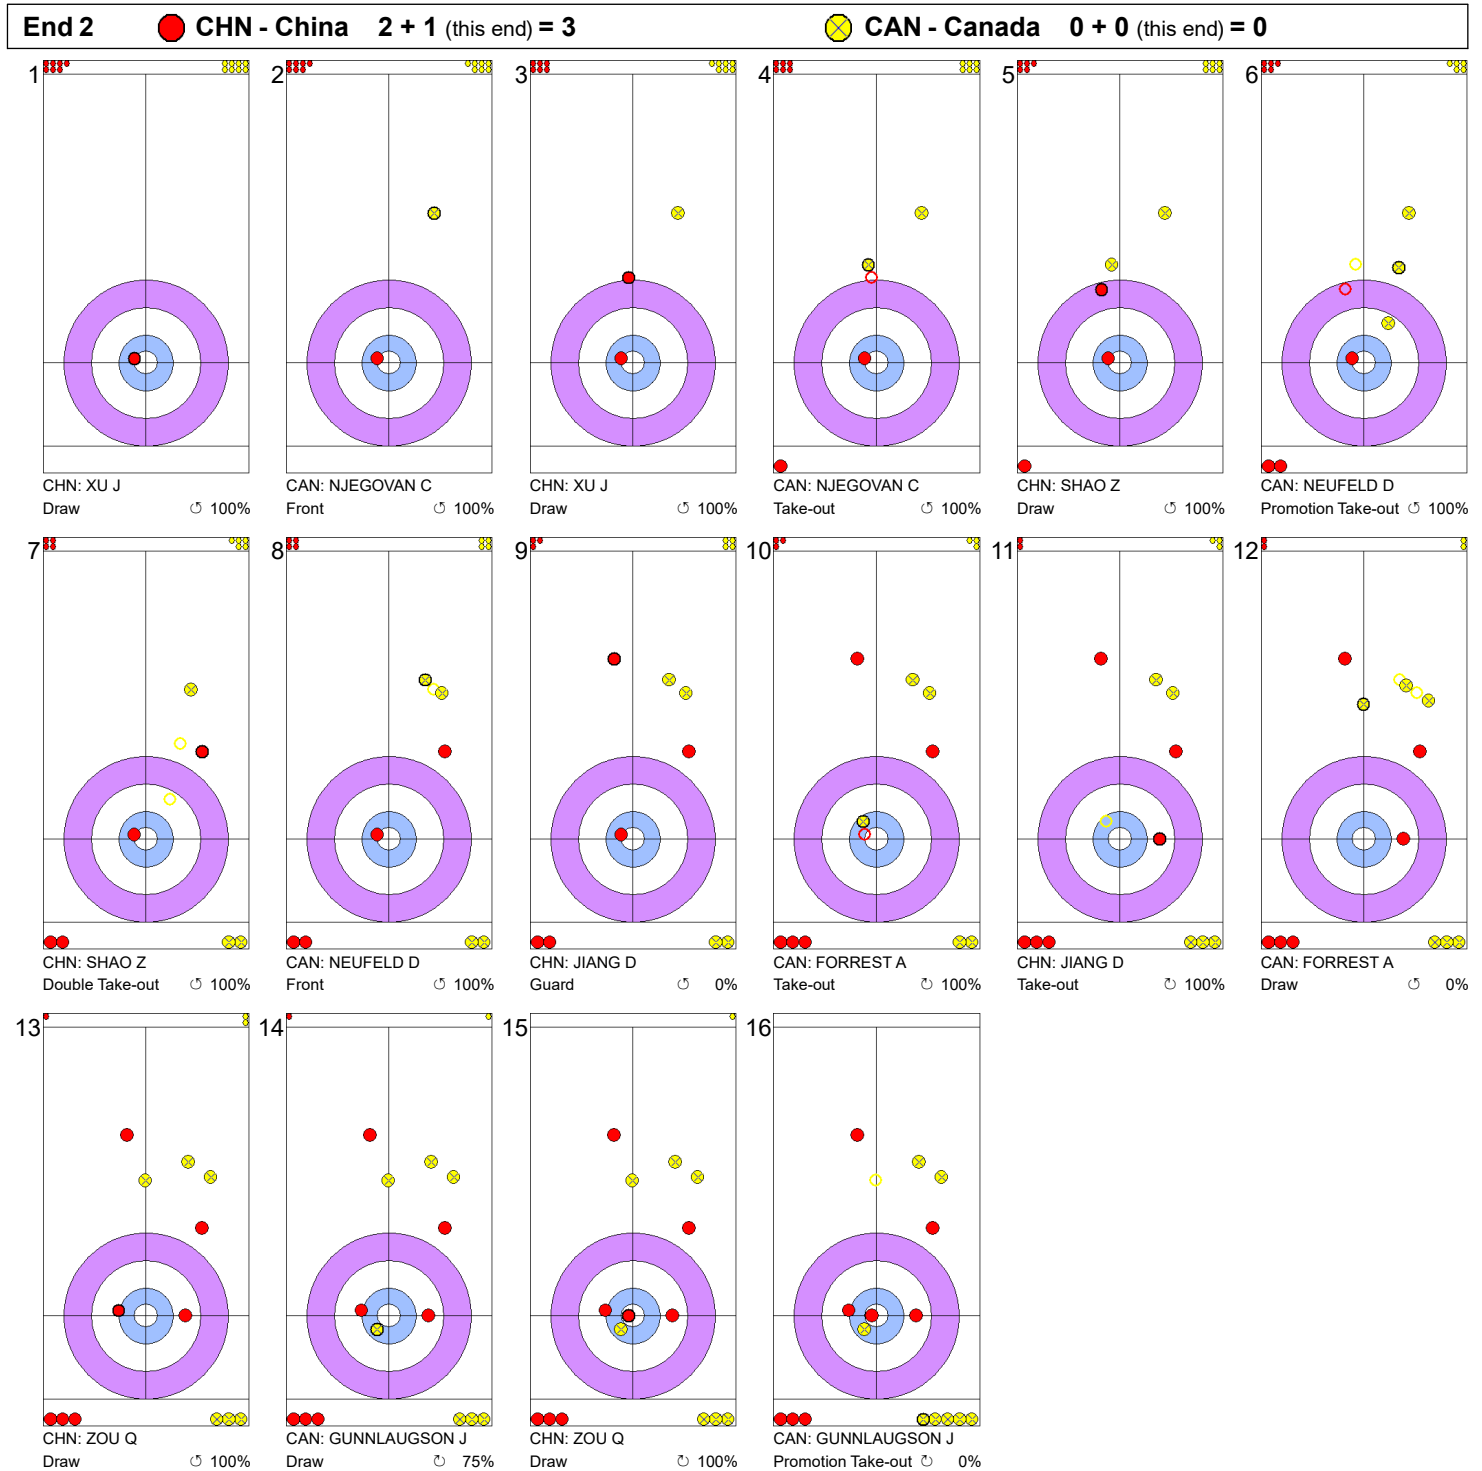 End 2 CHN - China 2 + 1 (this end) = 3 CAN - Canada 0 + 0 (this end) = 0
1 2 3 4 5 6
CHN: XU J CAN: NJEGOVAN C CHN: XU J CAN: NJEGOVAN C CHN: SHAO Z CAN: NEUFELD D
Draw ↺ 100% Front ↺ 100% Draw ↺ 100% Take-out ↺ 100% Draw ↺ 100% Promotion Take-out ↺ 100%
7 8 9 10 11 12
CHN: SHAO Z CAN: NEUFELD D CHN: JIANG D CAN: FORREST A CHN: JIANG D CAN: FORREST A
Double Take-out ↺ 100% Front ↺ 100% Guard ↺ 0% Take-out ↻ 100% Take-out ↻ 100% Draw ↺ 0%
13 14 15 16
CHN: ZOU Q CAN: GUNNLAUGSON J CHN: ZOU Q CAN: GUNNLAUGSON J
Draw ↺ 100% Draw ↻ 75% Draw ↺ 100% Promotion Take-out ↻ 0%